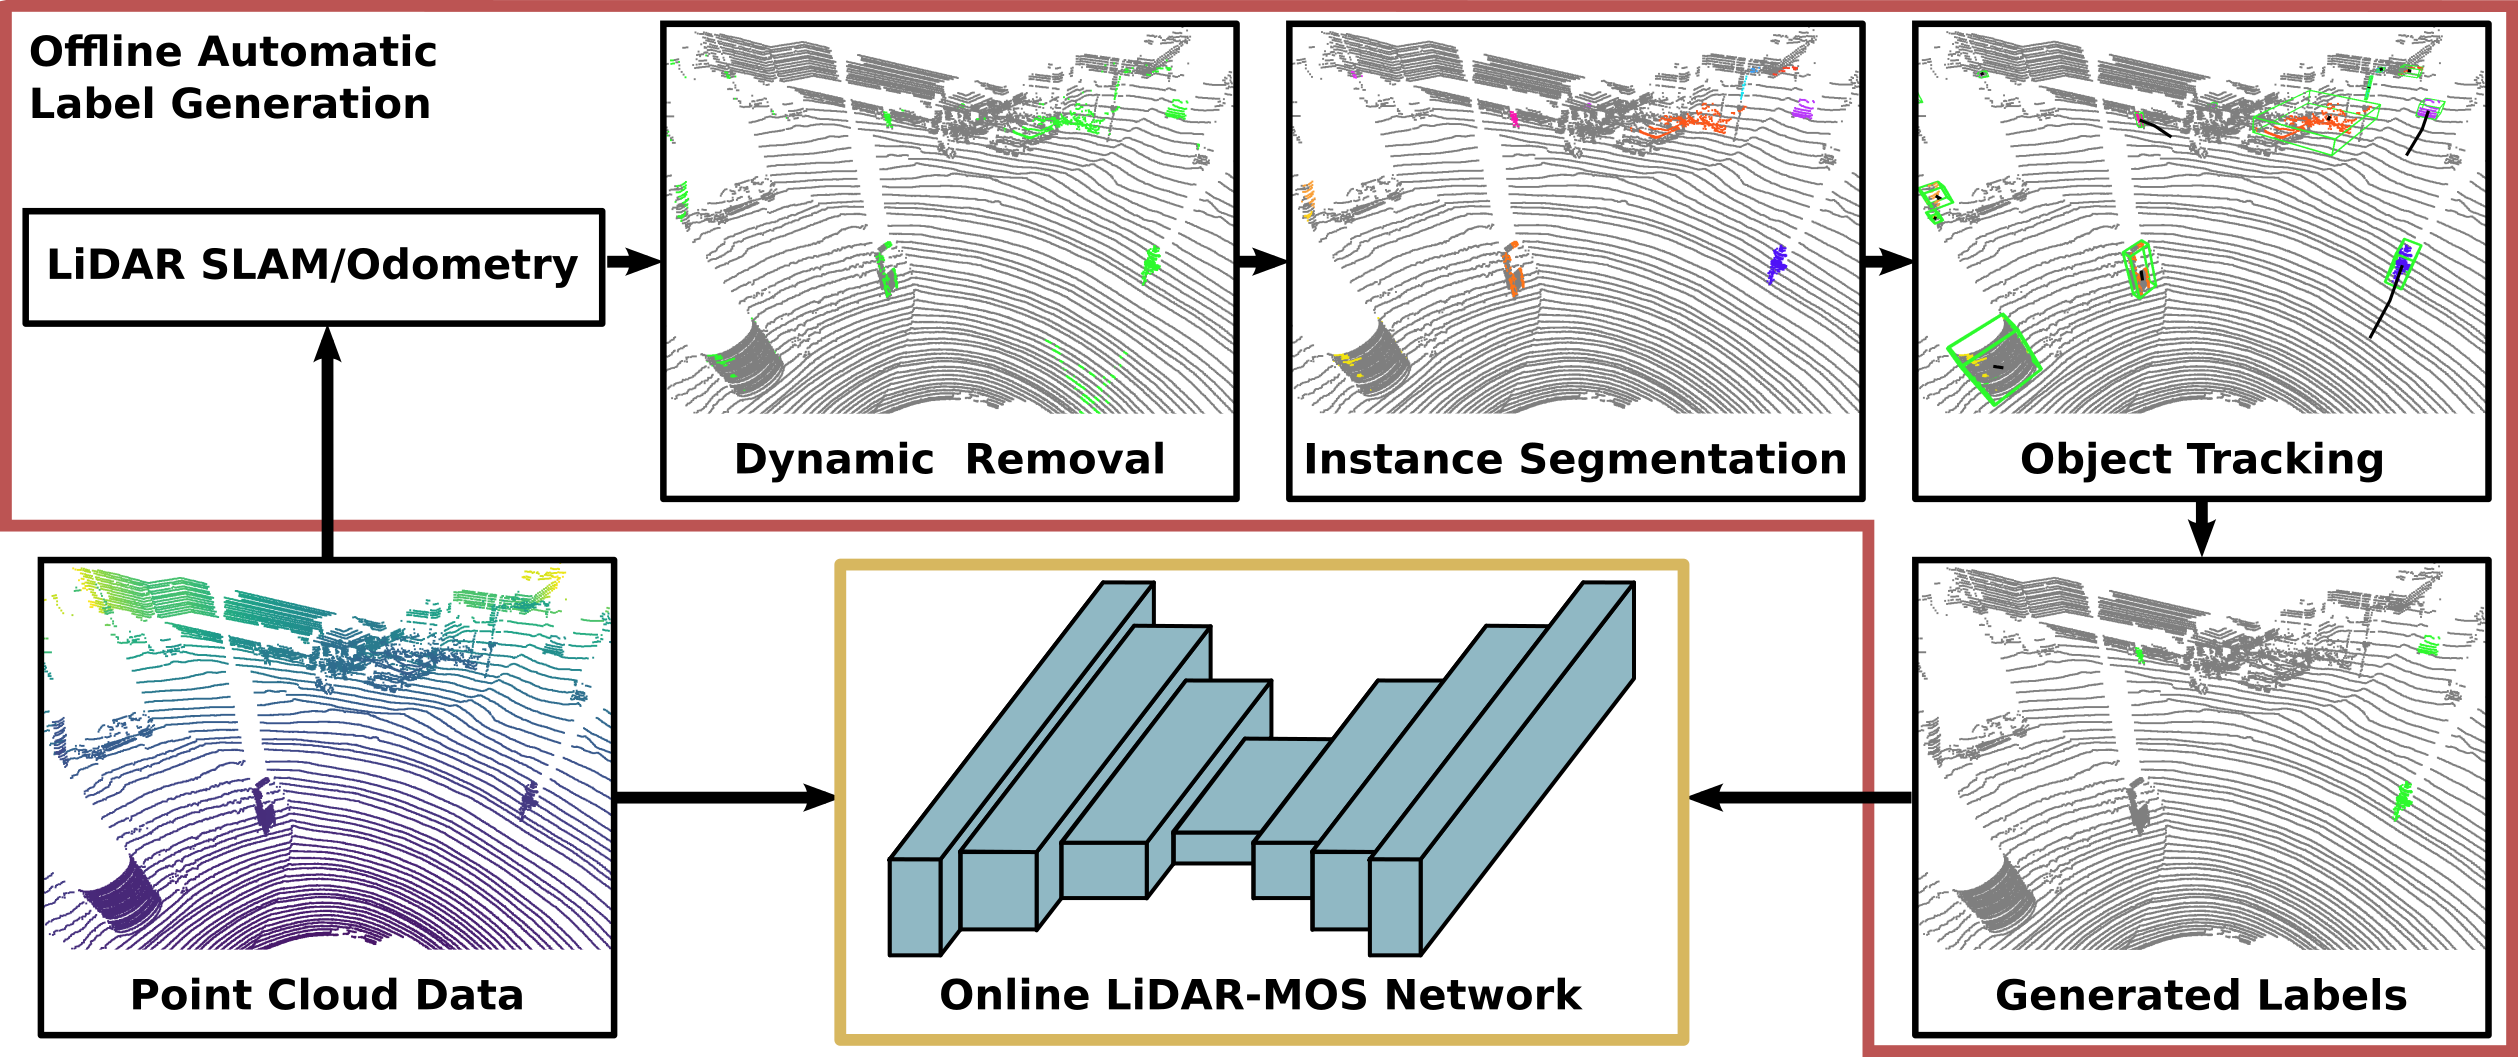 Offline Automatic
Label Generation
LiDAR SLAM/Odometry
Dynamic Removal
Instance Segmentation
Object Tracking
Point Cloud Data
Online LiDAR-MOS Network
Generated Labels